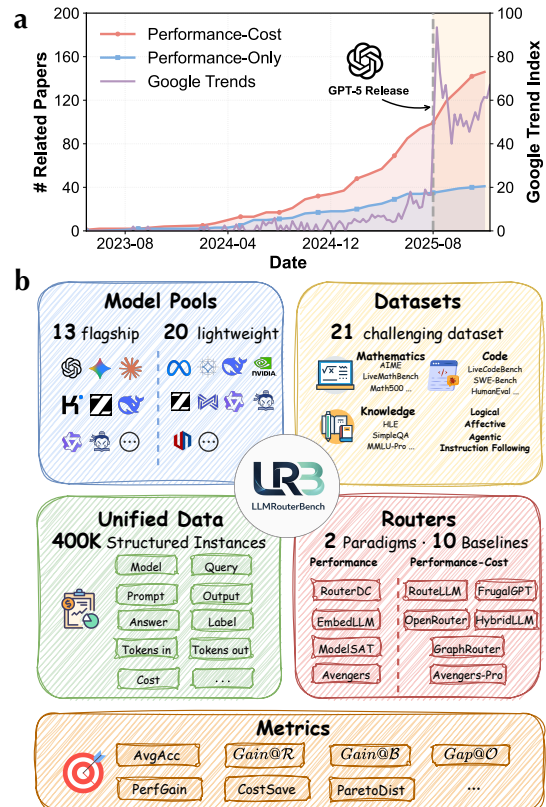 a
200
160
120
80
40
0
100
80
60
40
20
0
# Related Papers
Google Trend Index
Performance-Cost
Performance-Only
Google Trends
GPT-5 Release
2023-08
2024-04
2024-12
2025-08
Date
b
Model Pools
13 flagship
20 lightweight
NVIDIA
Datasets
21 challenging dataset
Mathematics
AIME
LiveMathBench
Math500 ...
Code
LiveCodeBench
SWE-Bench
HumanEval ...
Knowledge
HLE
SimpleQA
MMLU-Pro ...
Logical
Affective
Agentic
Instruction Following
LRB
LLMRouterBench
Unified Data
400K Structured Instances
Model
Query
Prompt
Output
Answer
Label
Tokens in
Tokens out
Cost
...
Routers
2 Paradigms · 10 Baselines
Performance
Performance-Cost
RouterDC
RouteLLM
FrugalGPT
EmbedLLM
OpenRouter
HybridLLM
ModelSAT
GraphRouter
Avengers
Avengers-Pro
Metrics
AvgAcc
Gain@R
Gain@B
Gap@O
PerfGain
CostSave
ParetoDist
...